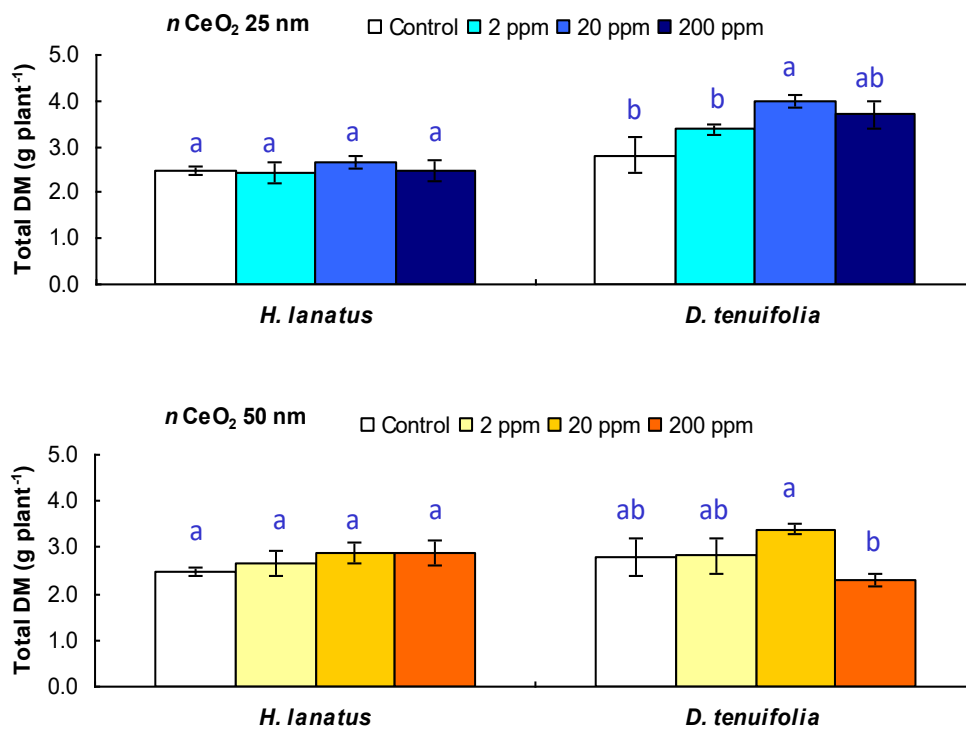 n CeO₂ 25 nm
Control 2 ppm 20 ppm 200 ppm
Total DM (g plant⁻¹)
5.0
4.0
3.0
2.0
1.0
0.0
a a a a b b a ab
H. lanatus D. tenuifolia
n CeO₂ 50 nm
Control 2 ppm 20 ppm 200 ppm
Total DM (g plant⁻¹)
5.0
4.0
3.0
2.0
1.0
0.0
a a a a ab ab a b
H. lanatus D. tenuifolia